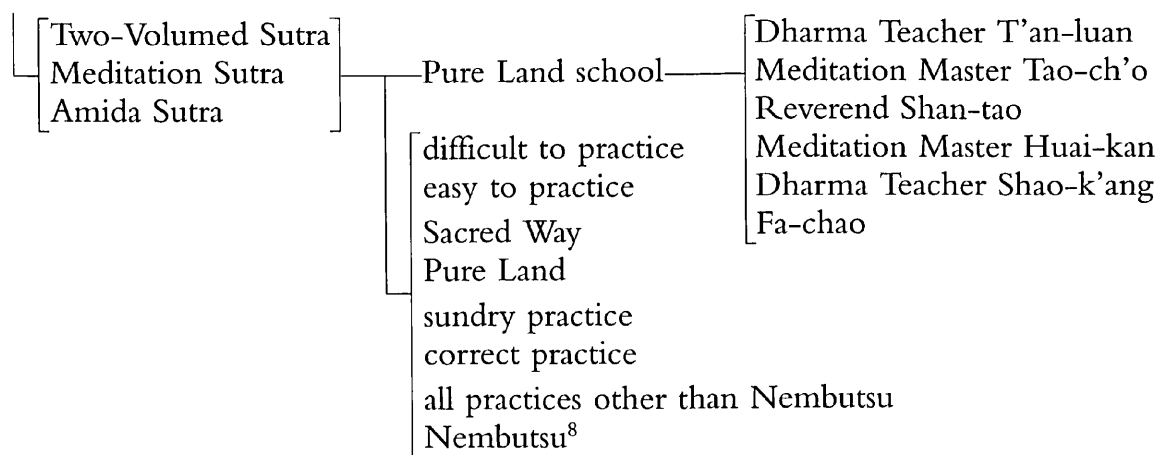 Two-Volumed Sutra
Meditation Sutra
Amida Sutra
Pure Land school
Dharma Teacher T’an-luan
Meditation Master Tao-ch’o
Reverend Shan-tao
Meditation Master Huai-kan
Dharma Teacher Shao-k’ang
Fa-chao
difficult to practice
easy to practice
Sacred Way
Pure Land
sundry practice
correct practice
all practices other than Nembutsu
Nembutsu⁸